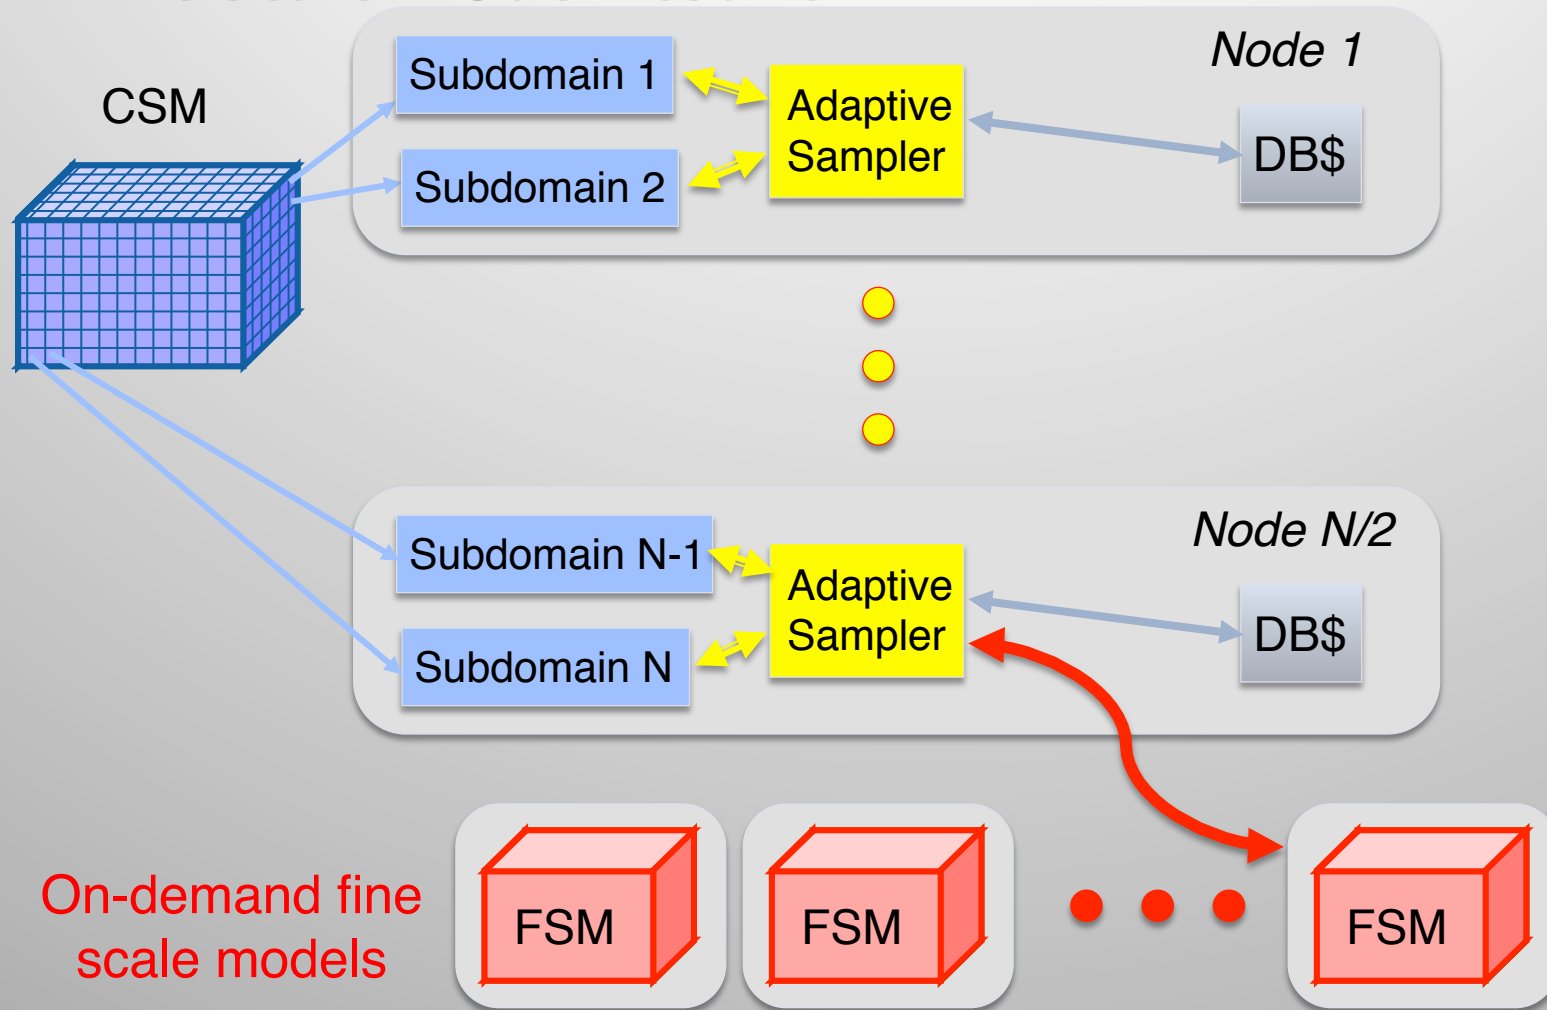 CSM
Subdomain 1
Subdomain 2
Adaptive
Sampler
Node 1
DB$
Subdomain N-1
Subdomain N
Adaptive
Sampler
Node N/2
DB$
On-demand fine
scale models
FSM
FSM
FSM